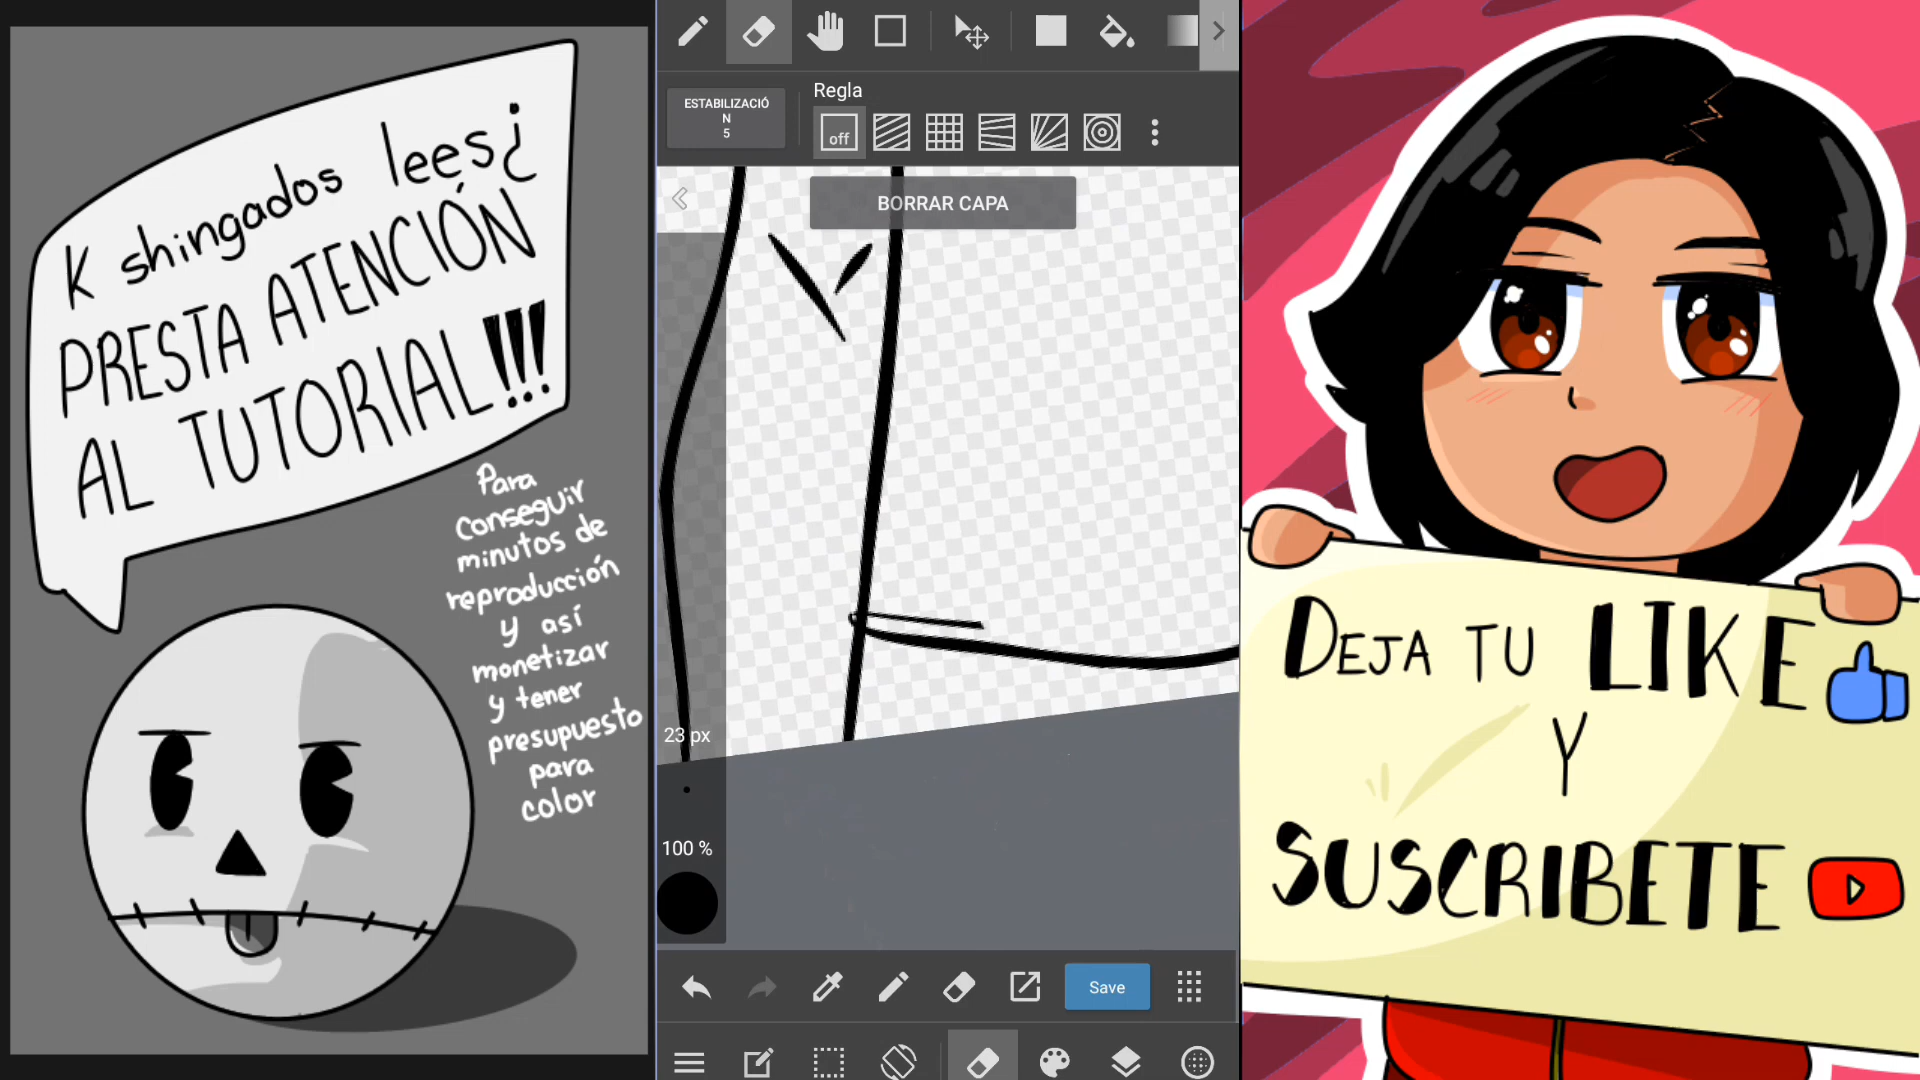 K shingados lees¿
PRESTA ATENCIÓN
AL TUTORIAL!!!
Para
conseguir
minutos de
reproducción
y así
monetizar
y tener
presupuesto
para
color
ESTABILIZACIÓ
N
5
Regla
off
BORRAR CAPA
23 px
100 %
Save
DEJA TU LIKE
Y
SUSCRIBETE